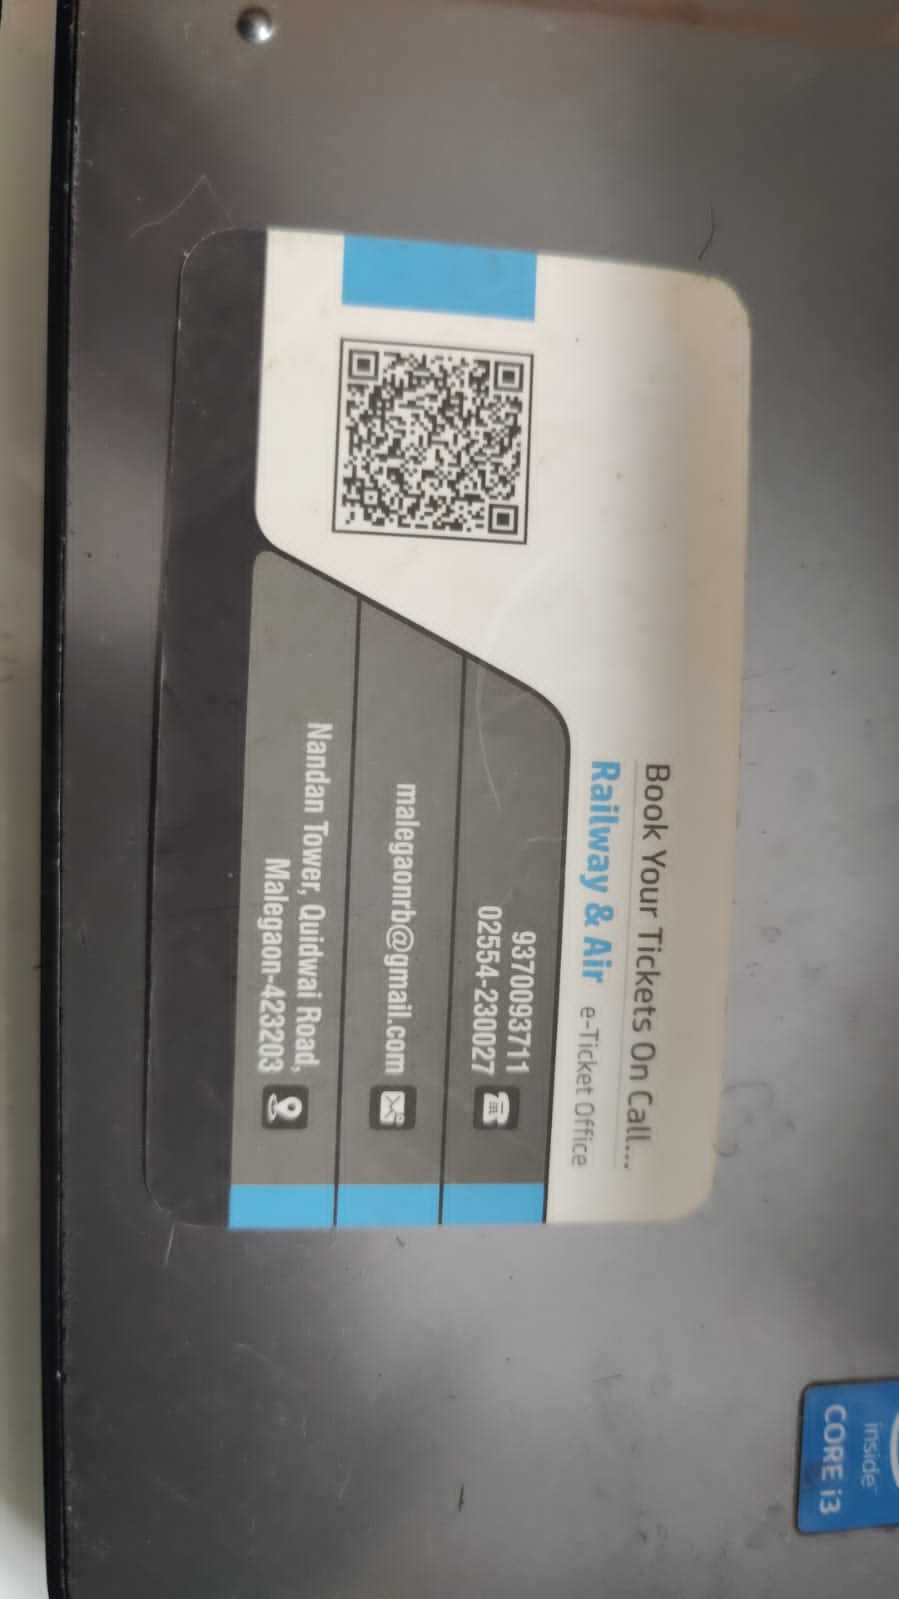 Book Your Tickets On Call...
Railway & Air e-Ticket Office
9370093711
02554-230027
malegaonrb@gmail.com
Nandan Tower, Quidwai Road,
Malegaon-423203
inside
CORE i3